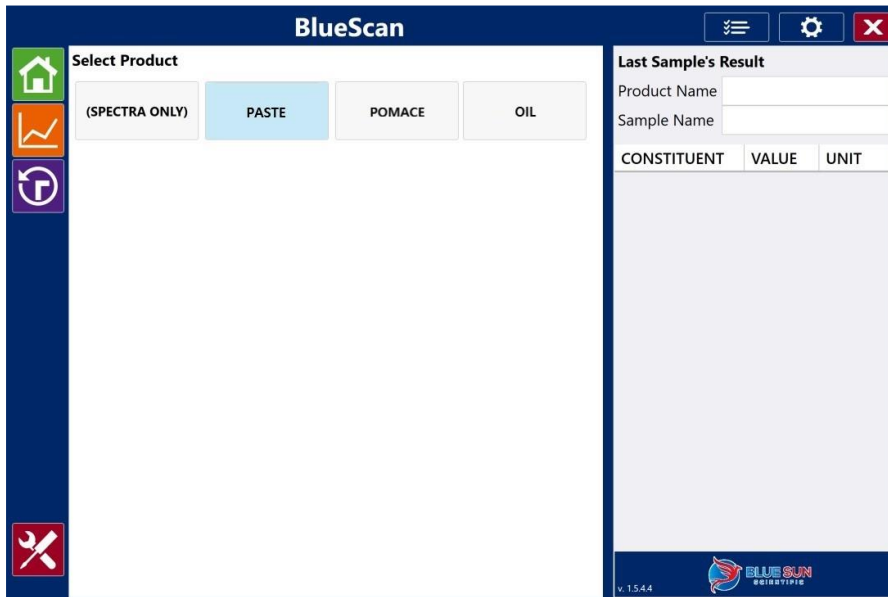 BlueScan
Select Product
(SPECTRA ONLY)
PASTE
POMACE
OIL
Last Sample's Result
Product Name
Sample Name
CONSTITUENT VALUE UNIT
v. 1.5.4.4
BLUE SUN
SCIENTIFIC